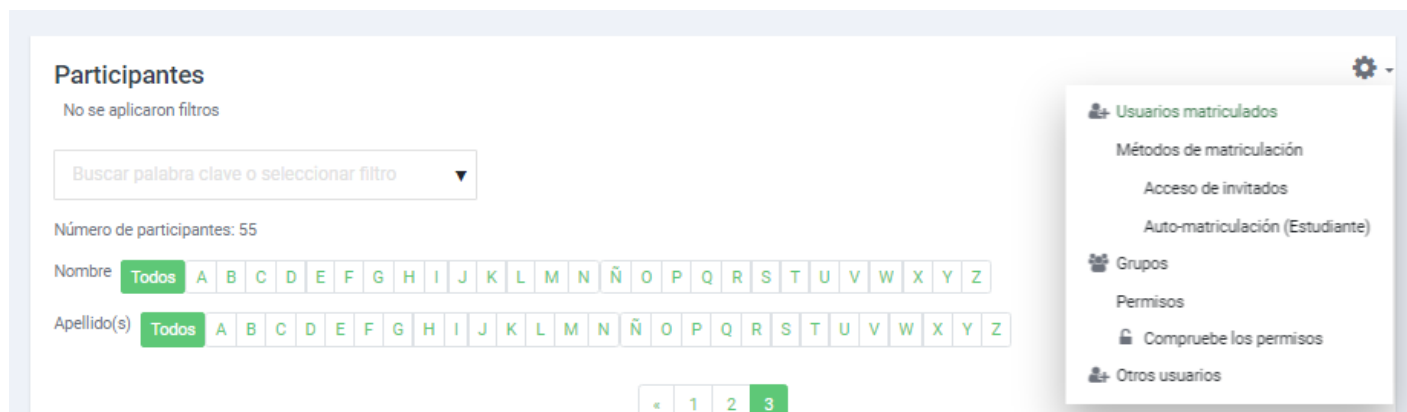 Participantes
No se aplicaron filtros
Buscar palabra clave o seleccionar filtro ▼
Número de participantes: 55
Nombre Todos A B C D E F G H I J K L M N Ñ O P Q R S T U V W X Y Z
Apellido(s) Todos A B C D E F G H I J K L M N Ñ O P Q R S T U V W X Y Z
« 1 2 3
Usuarios matriculados
Métodos de matriculación
Acceso de invitados
Auto-matriculación (Estudiante)
Grupos
Permisos
Compruebe los permisos
Otros usuarios